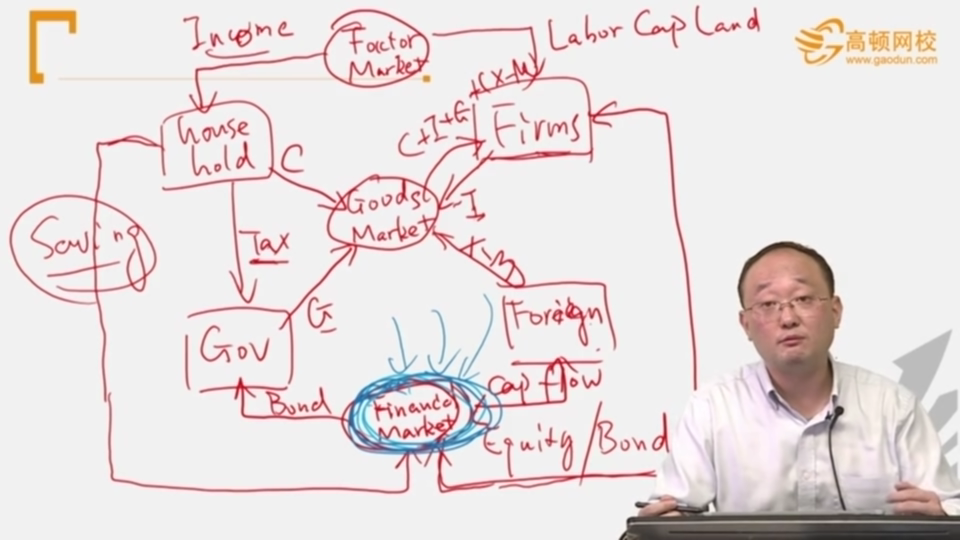 Income
Factor
Market
Labor Cap Land
高顿网校
www.gaodun.com
house
hold
C
C+I+G+(X-M)
Firms
Goods
Market
I
Saving
Tax
X-M
G
Gov
Foreign
Bond
Finance
Market
Cap flow
Equity/Bond